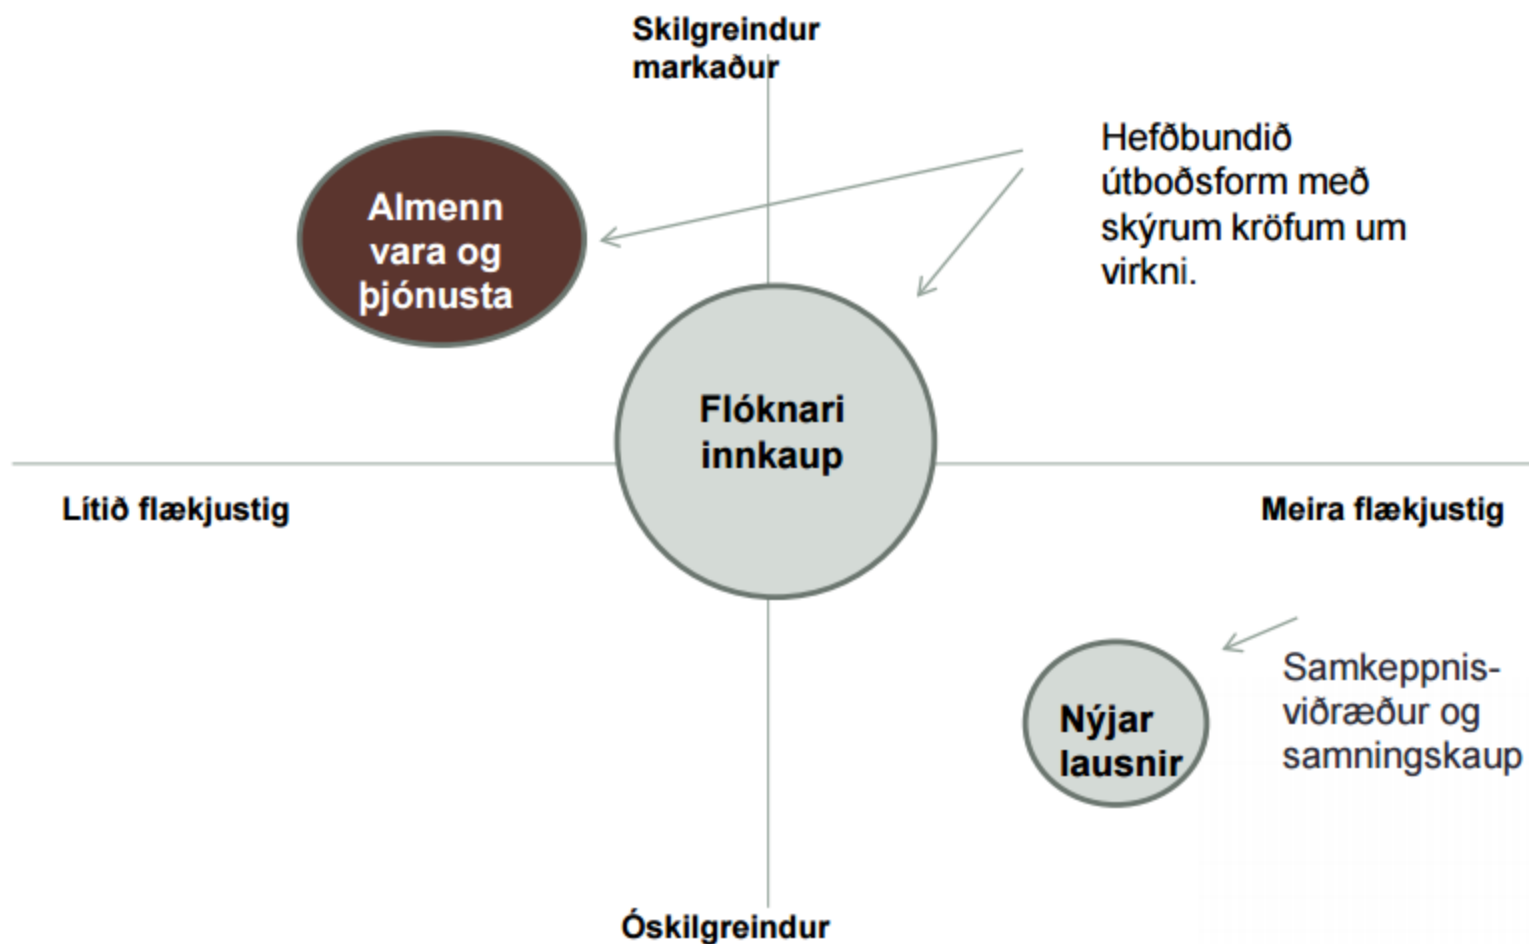 Skilgreindur
markaður
Hefðbundið
útboðsform með
skýrum kröfum um
virkni.
Almenn
vara og
þjónusta
Flóknari
innkaup
Lítið flækjustig
Meira flækjustig
Nýjar
lausnir
Samkeppnis-
viðræður og
samningskaup
Óskilgreindur